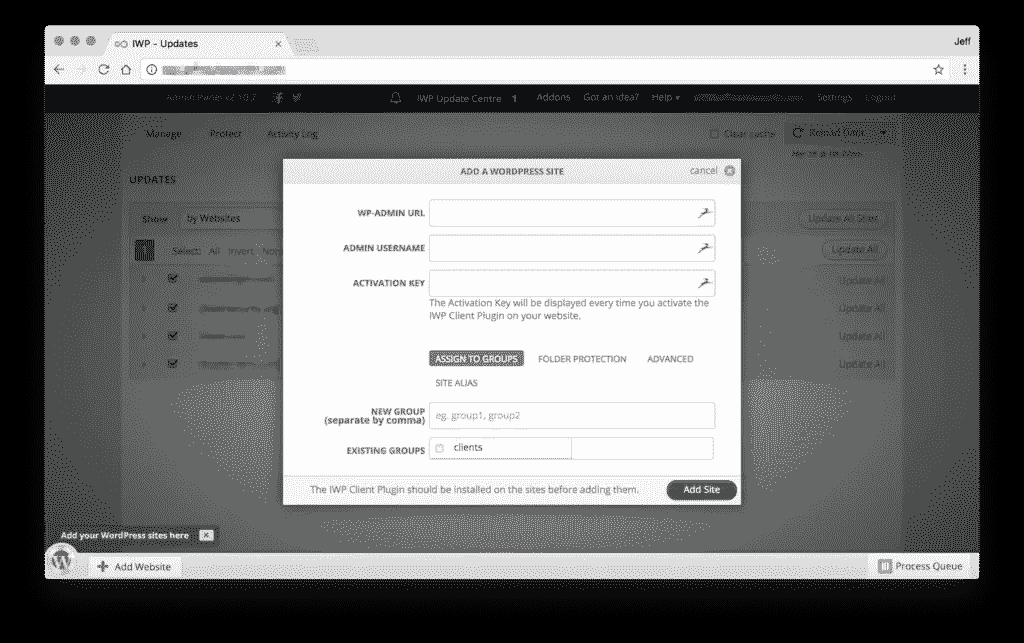 IWP - Updates
Jeff
Admin Panel v2.10.7
IWP Update Centre 1 Addons Got an Idea? Help Settings Logout
Manage Protect Activity Log
Clear cache Reload Data
UPDATES
Show by Websites Update All Sites
Select: All Invert None Update All
Update All
Update All
Update All
Update All
ADD A WORDPRESS SITE cancel
WP-ADMIN URL
ADMIN USERNAME
ACTIVATION KEY
The Activation Key will be displayed every time you activate the
IWP Client Plugin on your website.
ASSIGN TO GROUPS FOLDER PROTECTION ADVANCED
SITE ALIAS
NEW GROUP
(separate by comma)
eg. group1, group2
EXISTING GROUPS clients
The IWP Client Plugin should be installed on the sites before adding them. Add Site
Add your WordPress sites here
Add Website Process Queue